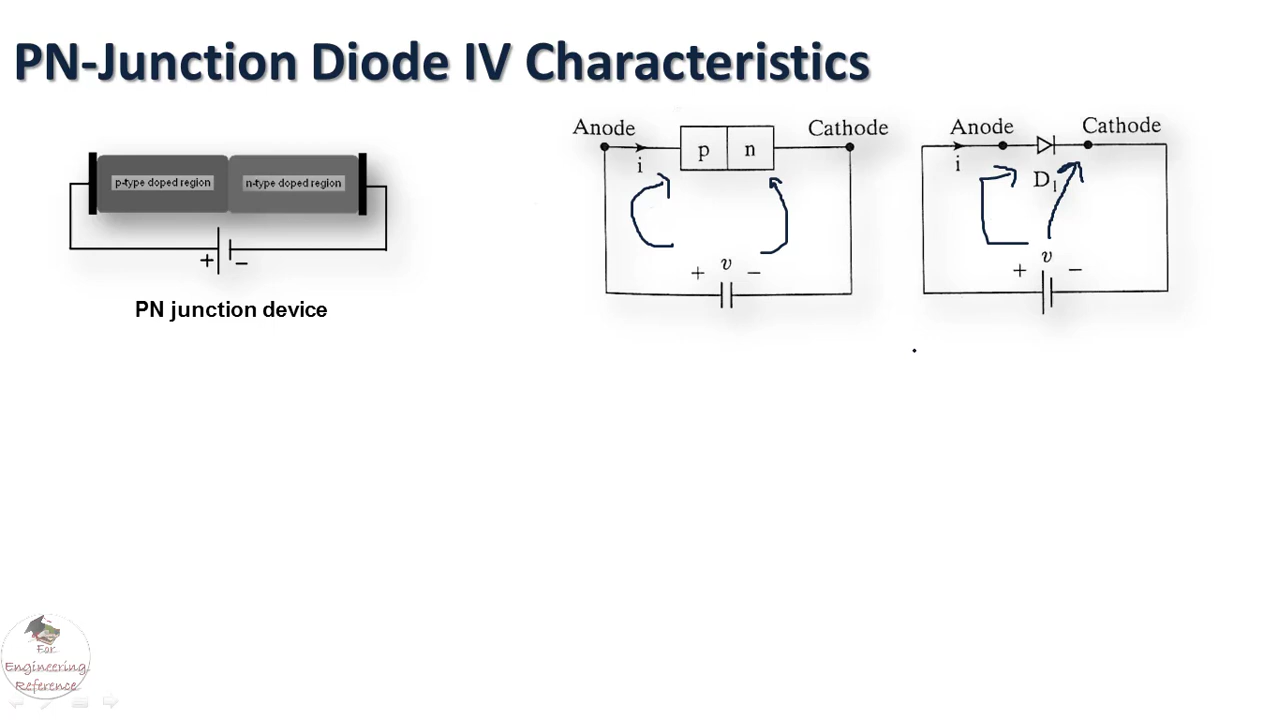 PN-Junction Diode IV Characteristics
p-type doped region n-type doped region
+ −
PN junction device
Anode Cathode
i p n
+ v −
Anode Cathode
i D₁
+ v −
For
Engineering
Reference